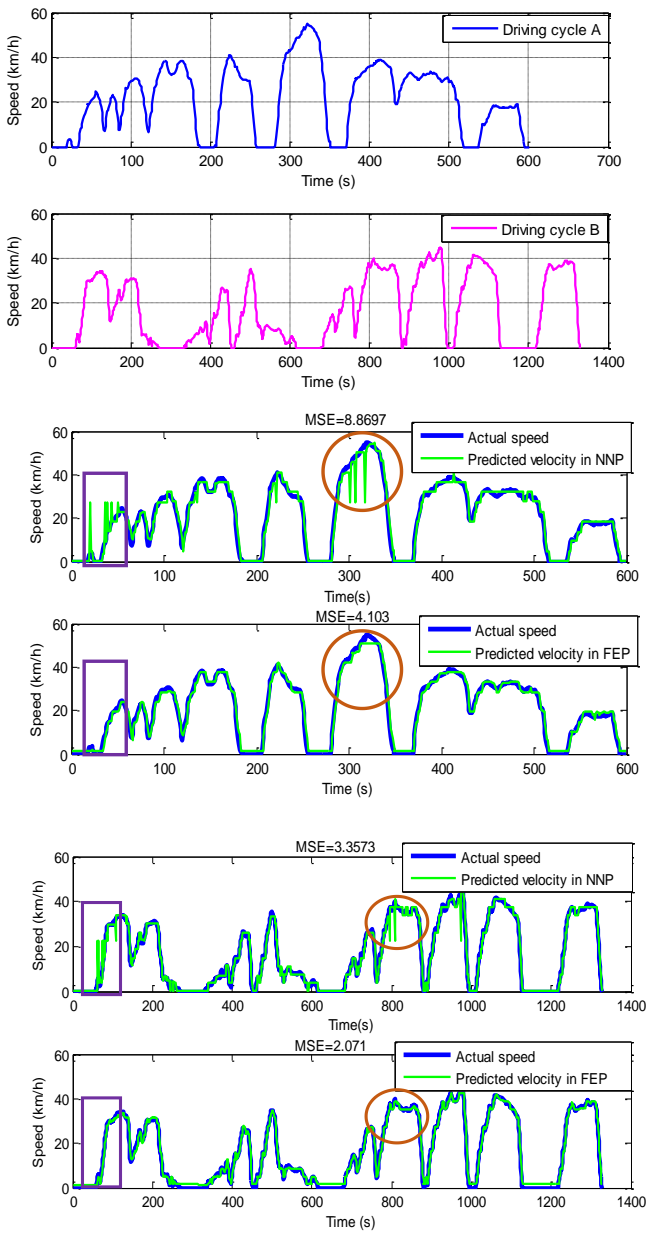 60
40
20
0
Speed (km/h)
Driving cycle A
0 100 200 300 400 500 600 700
Time (s)
60
40
20
0
Speed (km/h)
Driving cycle B
0 200 400 600 800 1000 1200 1400
Time (s)
MSE=8.8697
60
40
20
0
Speed (km/h)
Actual speed
Predicted velocity in NNP
0 100 200 300 400 500 600
Time(s)
MSE=4.103
60
40
20
0
Speed (km/h)
Actual speed
Predicted velocity in FEP
0 100 200 300 400 500 600
Time (s)
MSE=3.3573
60
40
20
0
Speed (km/h)
Actual speed
Predicted velocity in NNP
0 200 400 600 800 1000 1200 1400
Time(s)
MSE=2.071
60
40
20
0
Speed (km/h)
Actual speed
Predicted velocity in FEP
0 200 400 600 800 1000 1200 1400
Time (s)